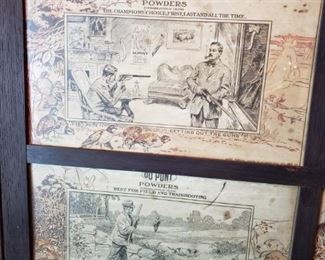 POWDERS
THE CHAMPIONS CHOICE, FIRST, LAST AND ALL THE TIME.
GETTING OUT THE GUNS
DU PONT
POWDERS
BEST FOR FIELD AND TRAPSHOOTING